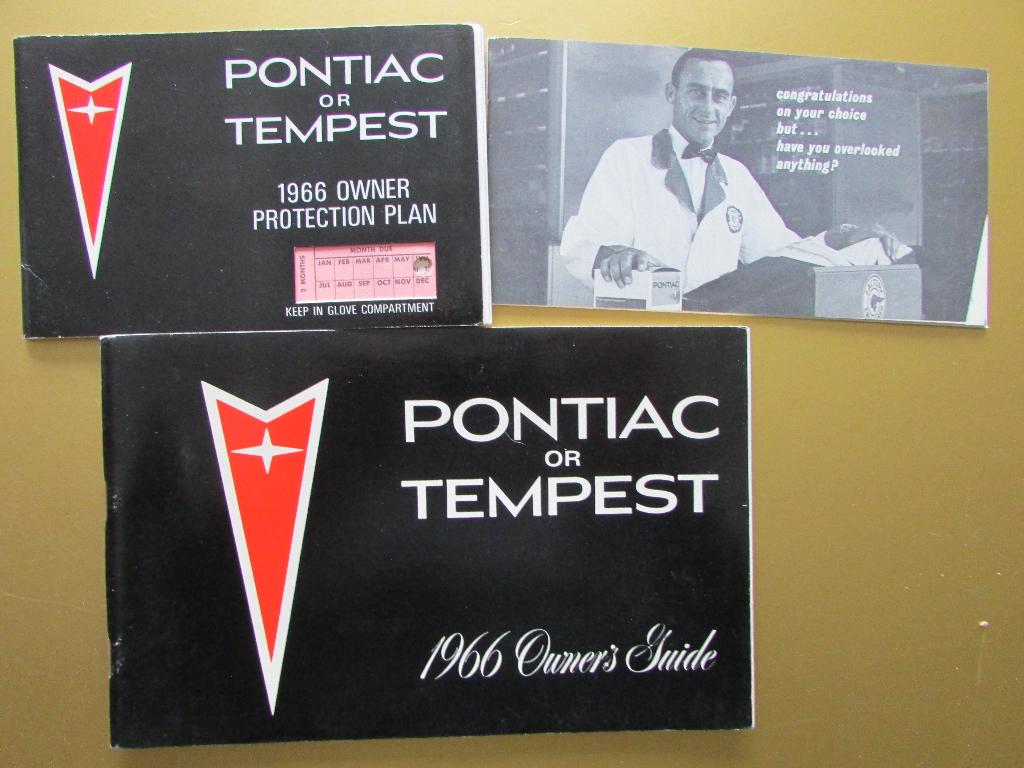 PONTIAC
OR
TEMPEST
1966 OWNER
PROTECTION PLAN
2 MONTHS
MONTH DUE
JAN FEB MAR APR MAY
JUL AUG SEP OCT NOV DEC
KEEP IN GLOVE COMPARTMENT
congratulations
on your choice
but...
have you overlooked
anything?
PONTIAC
PONTIAC
OR
TEMPEST
1966 Owner's Guide